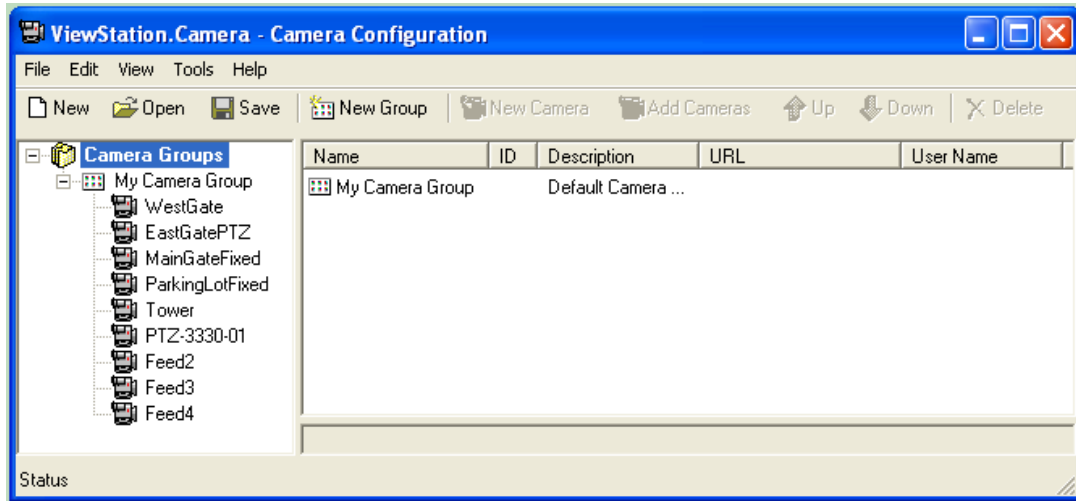 ViewStation.Camera - Camera Configuration
File Edit View Tools Help
New Open Save New Group New Camera Add Cameras Up Down Delete
Camera Groups
My Camera Group
WestGate
EastGatePTZ
MainGateFixed
ParkingLotFixed
Tower
PTZ-3330-01
Feed2
Feed3
Feed4
Name ID Description URL User Name
My Camera Group Default Camera ...
Status